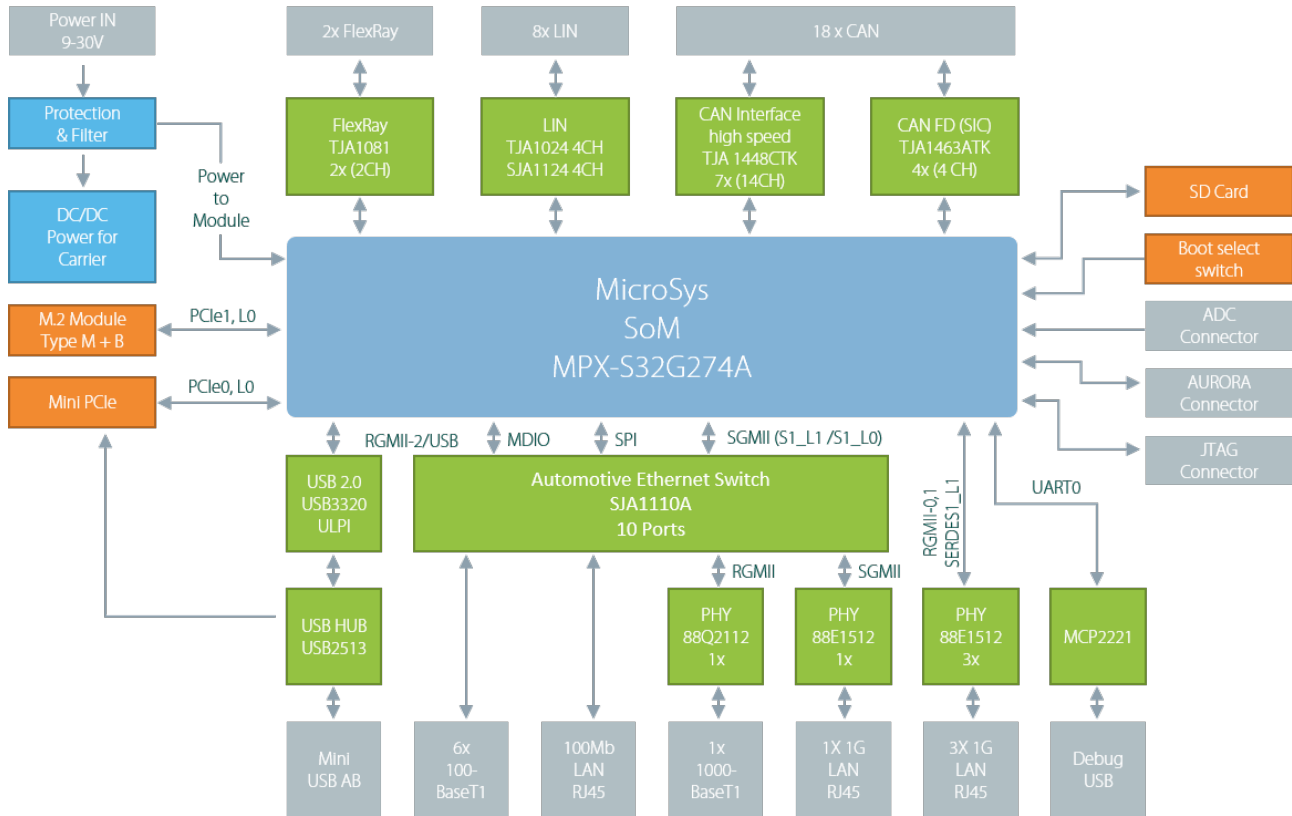 Power IN
9-30V
2x FlexRay
8x LIN
18 x CAN
Protection
& Filter
FlexRay
TJA1081
2x (2CH)
LIN
TJA1024 4CH
SJA1124 4CH
CAN Interface
high speed
TJA 1448CTK
7x (14CH)
CAN FD (SIC)
TJA1463ATK
4x (4 CH)
Power
to
Module
DC/DC
Power for
Carrier
SD Card
Boot select
switch
MicroSys
SoM
MPX-S32G274A
M.2 Module
Type M + B
PCIe1, L0
ADC
Connector
Mini PCIe
PCIe0, L0
AURORA
Connector
JTAG
Connector
RGMII-2/USB
MDIO
SPI
SGMII (S1_L1 /S1_L0)
USB 2.0
USB3320
ULPI
Automotive Ethernet Switch
SJA1110A
10 Ports
RGMII-0,1
SERDES1_L1
UART0
RGMII
SGMII
USB HUB
USB2513
PHY
88Q2112
1x
PHY
88E1512
1x
PHY
88E1512
3x
MCP2221
Mini
USB AB
6x
100-
BaseT1
100Mb
LAN
RJ45
1x
1000-
BaseT1
1X 1G
LAN
RJ45
3X 1G
LAN
RJ45
Debug
USB